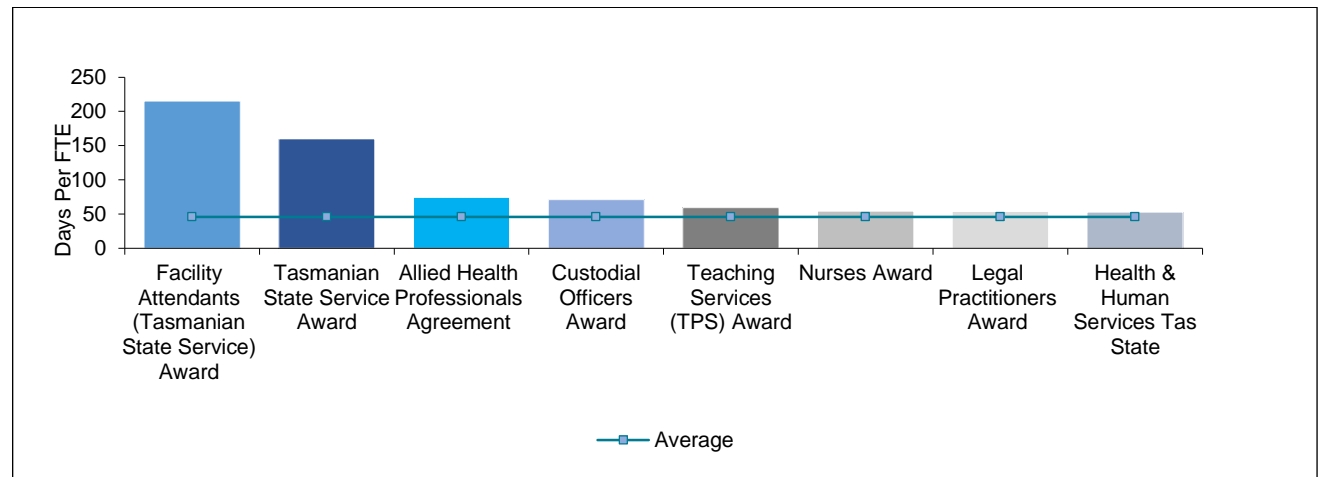 Days Per FTE
250
200
150
100
50
0
Facility
Attendants
(Tasmanian
State Service)
Award
Tasmanian
State Service
Award
Allied Health
Professionals
Agreement
Custodial
Officers
Award
Teaching
Services
(TPS) Award
Nurses Award
Legal
Practitioners
Award
Health &
Human
Services Tas
State
Average